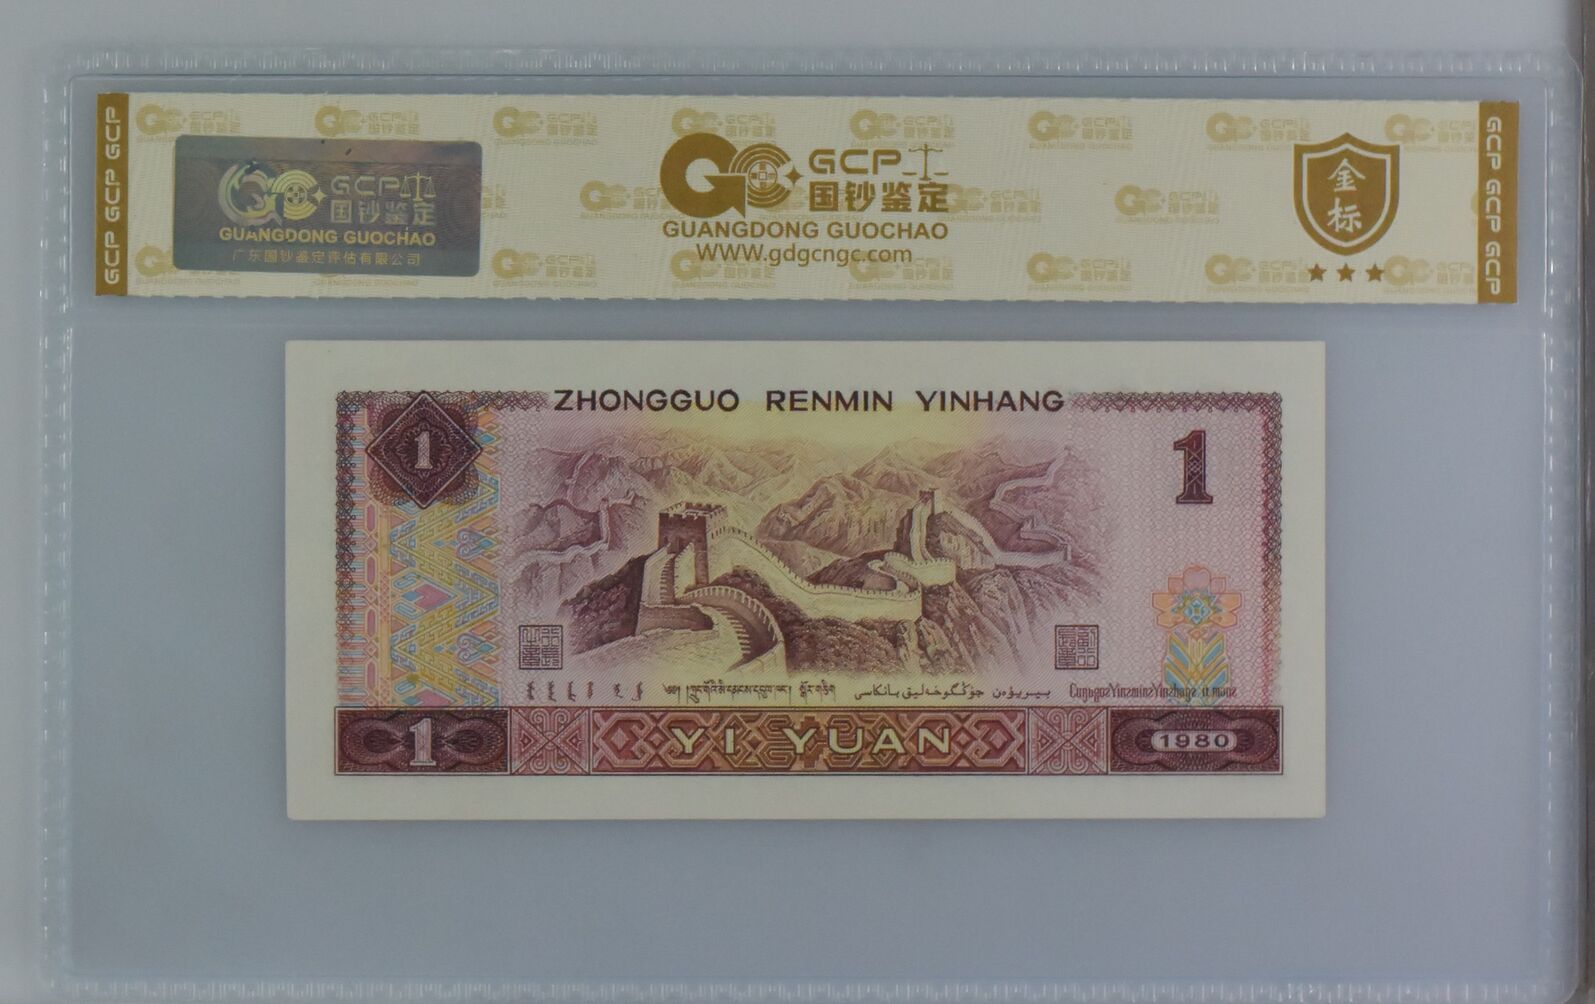 GCP GCP GCP
GCP
国钞鉴定
GUANGDONG GUOCHAO
广东国钞鉴定评估有限公司
GCP
国钞鉴定
GUANGDONG GUOCHAO
WWW.gdgcngc.com
金标
GCP GCP GCP
ZHONGGUO RENMIN YINHANG
1
1
1
YI YUAN
1980